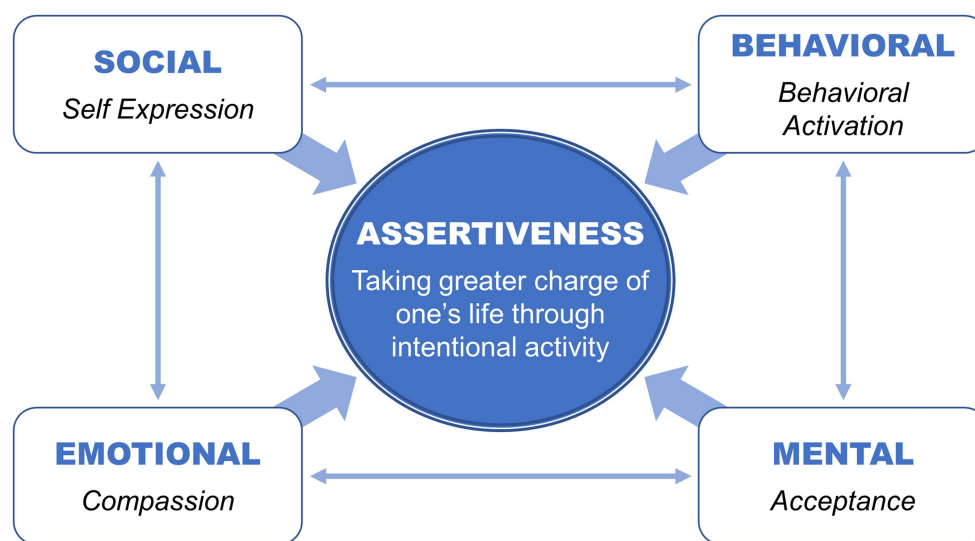 SOCIAL
Self Expression
BEHAVIORAL
Behavioral
Activation
ASSERTIVENESS
Taking greater charge of
one’s life through
intentional activity
EMOTIONAL
Compassion
MENTAL
Acceptance